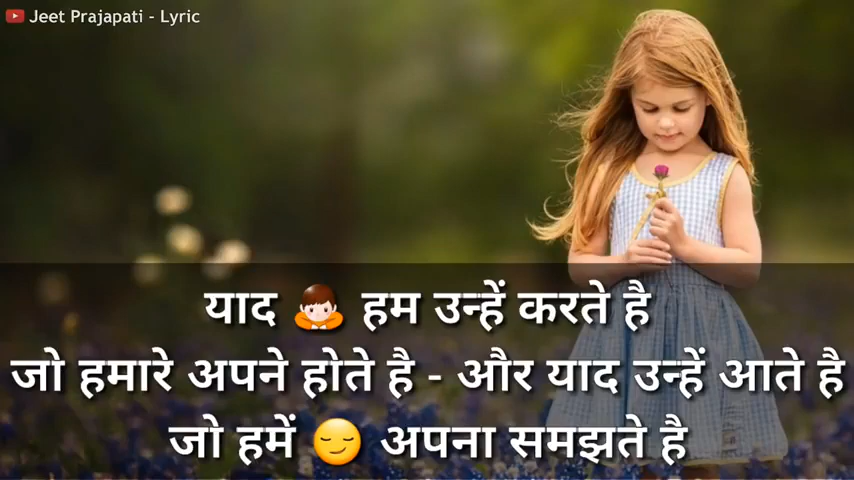 Jeet Prajapati - Lyric
याद 🙇 हम उन्हें करते है
जो हमारे अपने होते है - और याद उन्हें आते है
जो हमें 😏 अपना समझते है